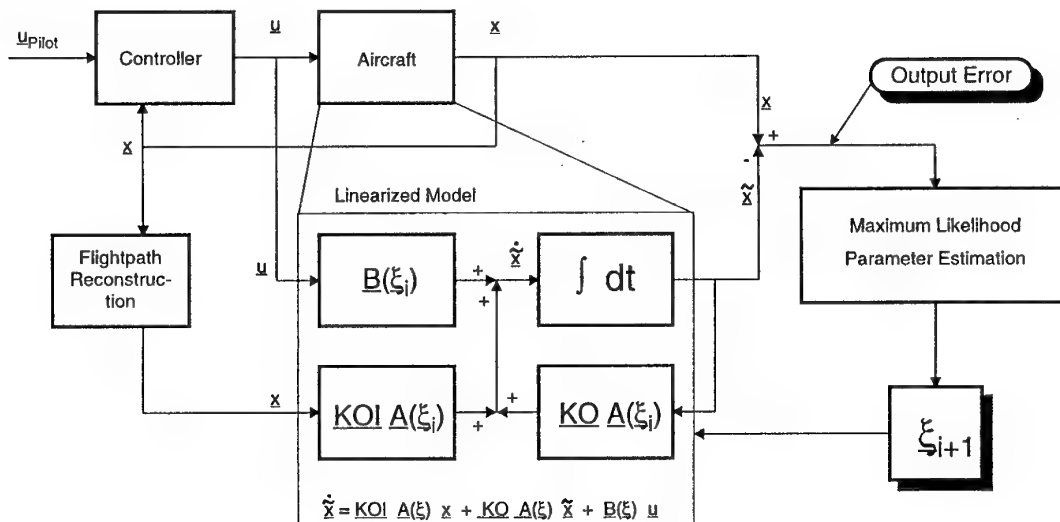 u_Pilot
Controller
u
Aircraft
x
Output Error
x
+
-
x̃
x
Linearized Model
Maximum Likelihood
Parameter Estimation
Flightpath
Reconstruc-
tion
u
B(ξi)
+
+
x̃̇
∫ dt
x
KOI A(ξi)
+
+
KO A(ξi)
ξi+1
x̃̇ = KOI A(ξ) x + KO A(ξ) x̃ + B(ξ) u